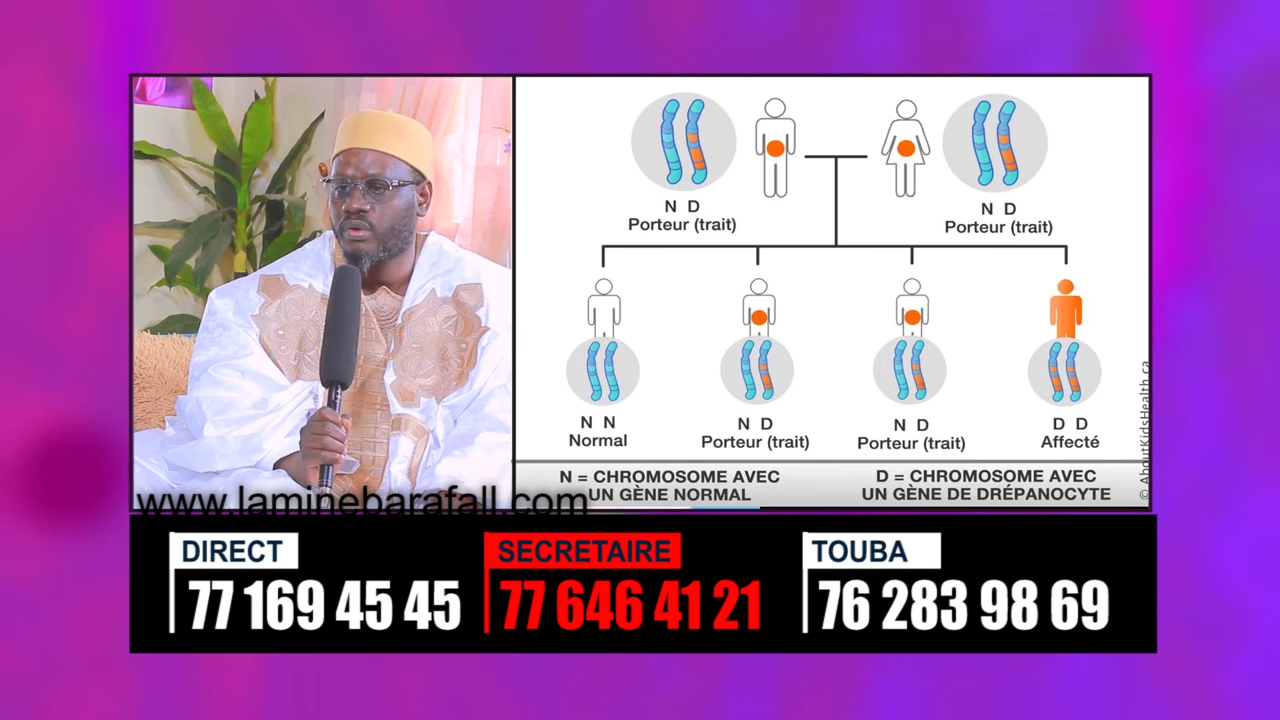 N D
Porteur (trait)
N D
Porteur (trait)
N N
Normal
N D
Porteur (trait)
N D
Porteur (trait)
D D
Affecté
© AboutKidsHealth.ca
N = CHROMOSOME AVEC
UN GÈNE NORMAL
D = CHROMOSOME AVEC
UN GÈNE DE DRÉPANOCYTE
www.laminebarafall.com
DIRECT
77 169 45 45
SECRETAIRE
77 646 41 21
TOUBA
76 283 98 69